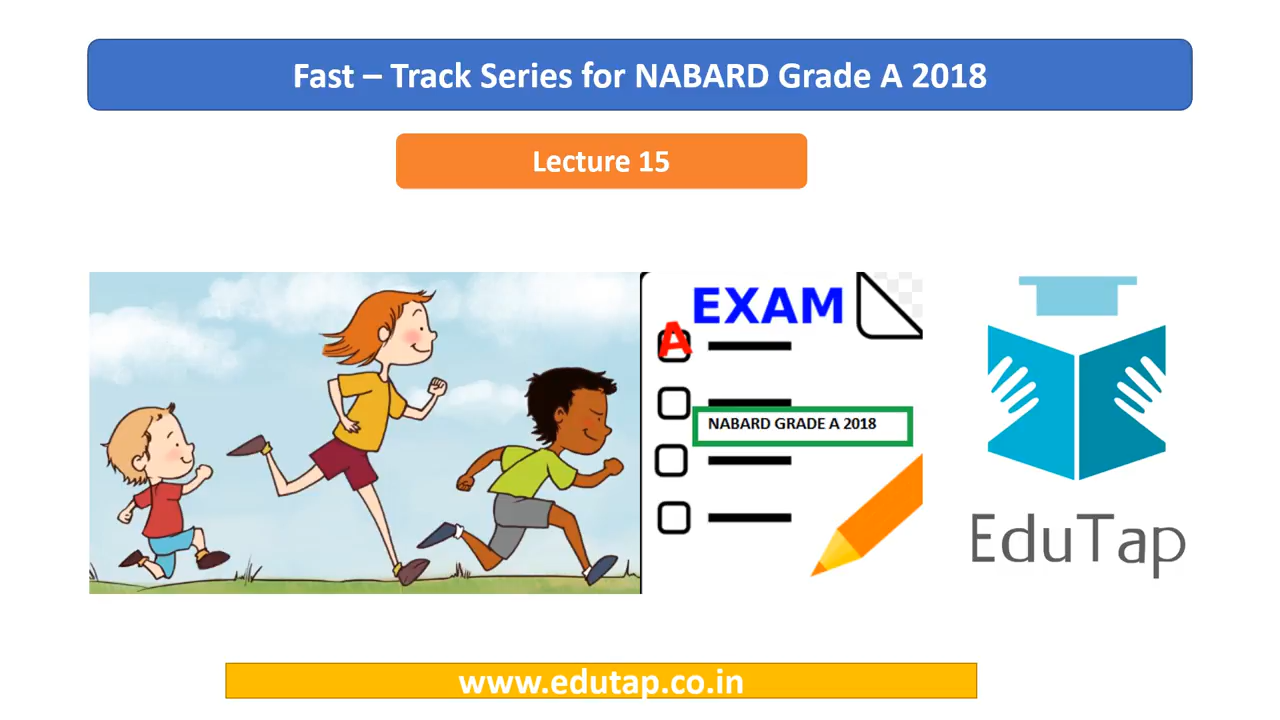 Fast – Track Series for NABARD Grade A 2018
Lecture 15
EXAM
A
NABARD GRADE A 2018
EduTap
www.edutap.co.in